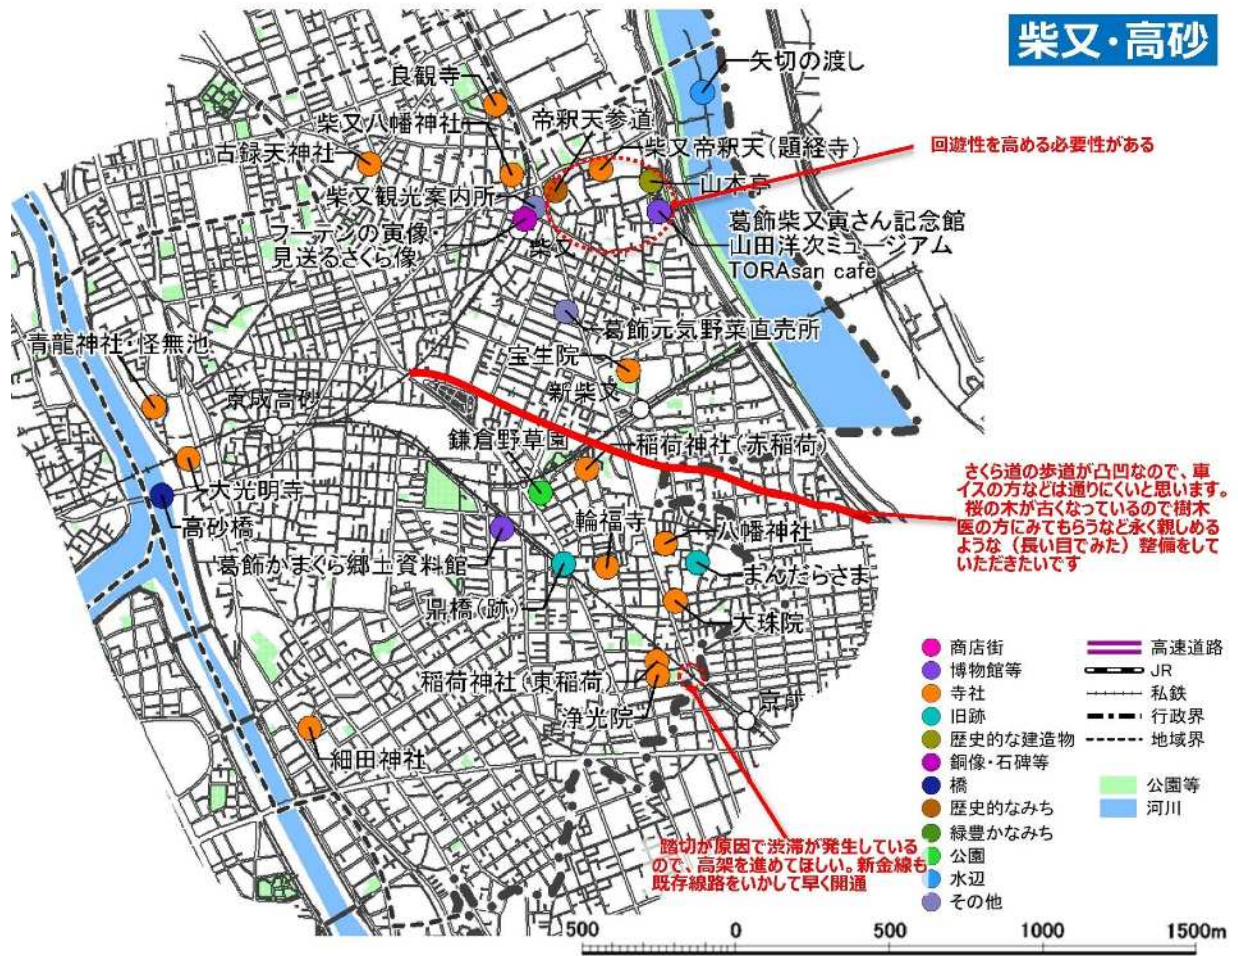 柴又・高砂
矢切の渡し
良観寺
柴又八幡神社
帝釈天参道
古録天神社
柴又帝釈天(題経寺)
回遊性を高める必要性がある
柴又観光案内所
山本亭
フーテンの寅像・
見送るさくら像
柴又
葛飾柴又寅さん記念館
山田洋次ミュージアム
TORAsan cafe
葛飾元気野菜直売所
青龍神社・怪無池
宝生院
新柴又
京成高砂
鎌倉野草園
稲荷神社(赤稲荷)
さくら道の歩道が凸凹なので、車
イスの方などは通りにくいと思います。
桜の木が古くなっているので樹木
医の方にみてもらうなど永く親しめる
ような(長い目でみた)整備をして
いただきたいです
大光明寺
高砂橋
輪福寺
八幡神社
葛飾かまくら郷土資料館
まんだらさま
鼎橋(跡)
大珠院
稲荷神社(東稲荷)
浄光院
京成
細田神社
踏切が原因で渋滞が発生している
ので、高架を進めてほしい。新金線も
既存線路をいかして早く開通
商店街
博物館等
寺社
旧跡
歴史的な建造物
銅像・石碑等
橋
歴史的なみち
緑豊かなみち
公園
水辺
その他
高速道路
JR
私鉄
行政界
地域界
公園等
河川
500 0 500 1000 1500m